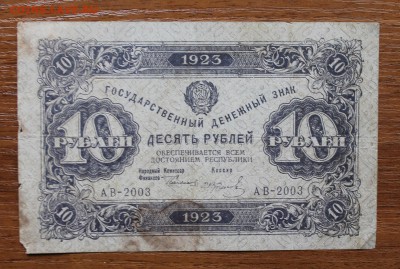 1923
10 10
ГОСУДАРСТВЕННЫЙ ДЕНЕЖНЫЙ ЗНАК
10 ДЕСЯТЬ РУБЛЕЙ 10
РУБЛЕЙ РУБЛЕЙ
ОБЕСПЕЧИВАЕТСЯ ВСЕМ
ДОСТОЯНИЕМ РЕСПУБЛИКИ
Народный Комиссар
Финансов
Кассир
АВ-2003 АВ-2003
10 10
1923